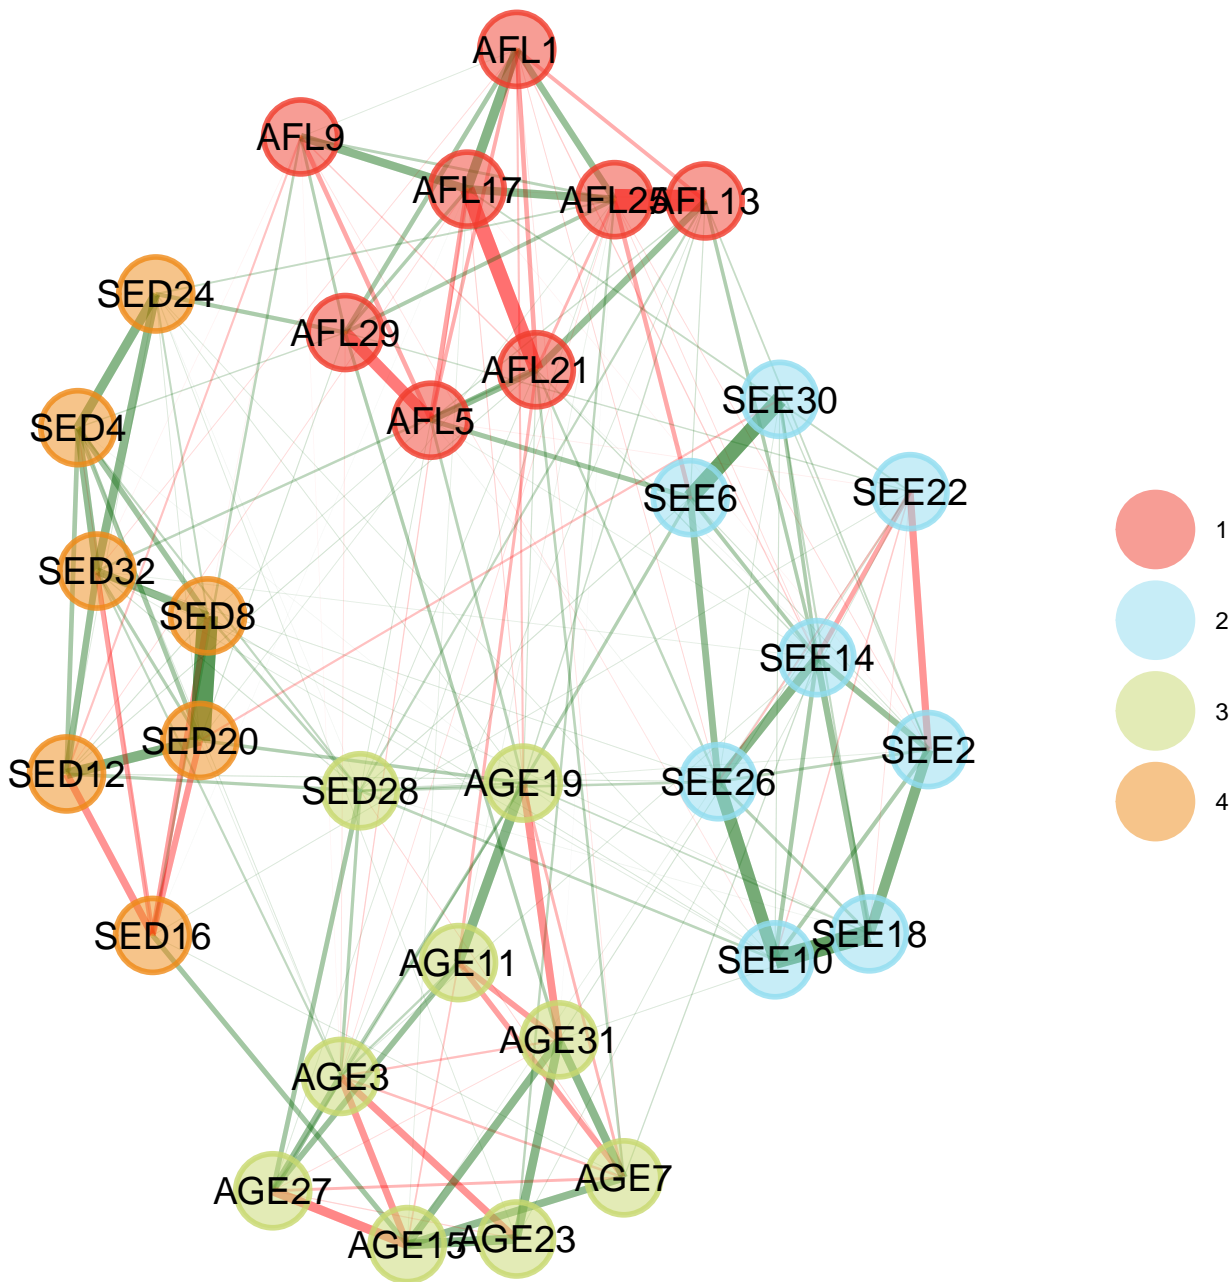 AFL1
AFL9
AFL17
AFL25
AFL13
SED24
AFL29
AFL21
SEE30
AFL5
SED4
SEE22
SEE6
1
SED32
SED8
2
SEE14
3
SED20
SEE2
SED12
SED28
AGE19
SEE26
4
SED16
SEE18
AGE11
SEE10
AGE31
AGE3
AGE7
AGE27
AGE15
AGE23